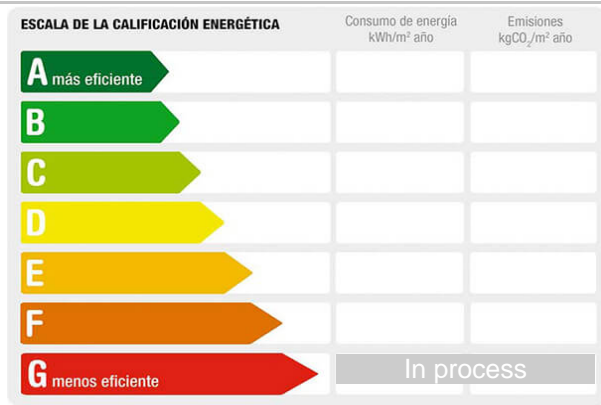 ESCALA DE LA CALIFICACIÓN ENERGÉTICA
Consumo de energía
kWh/m² año
Emisiones
kgCO₂/m² año
A más eficiente
B
C
D
E
F
G menos eficiente
In process